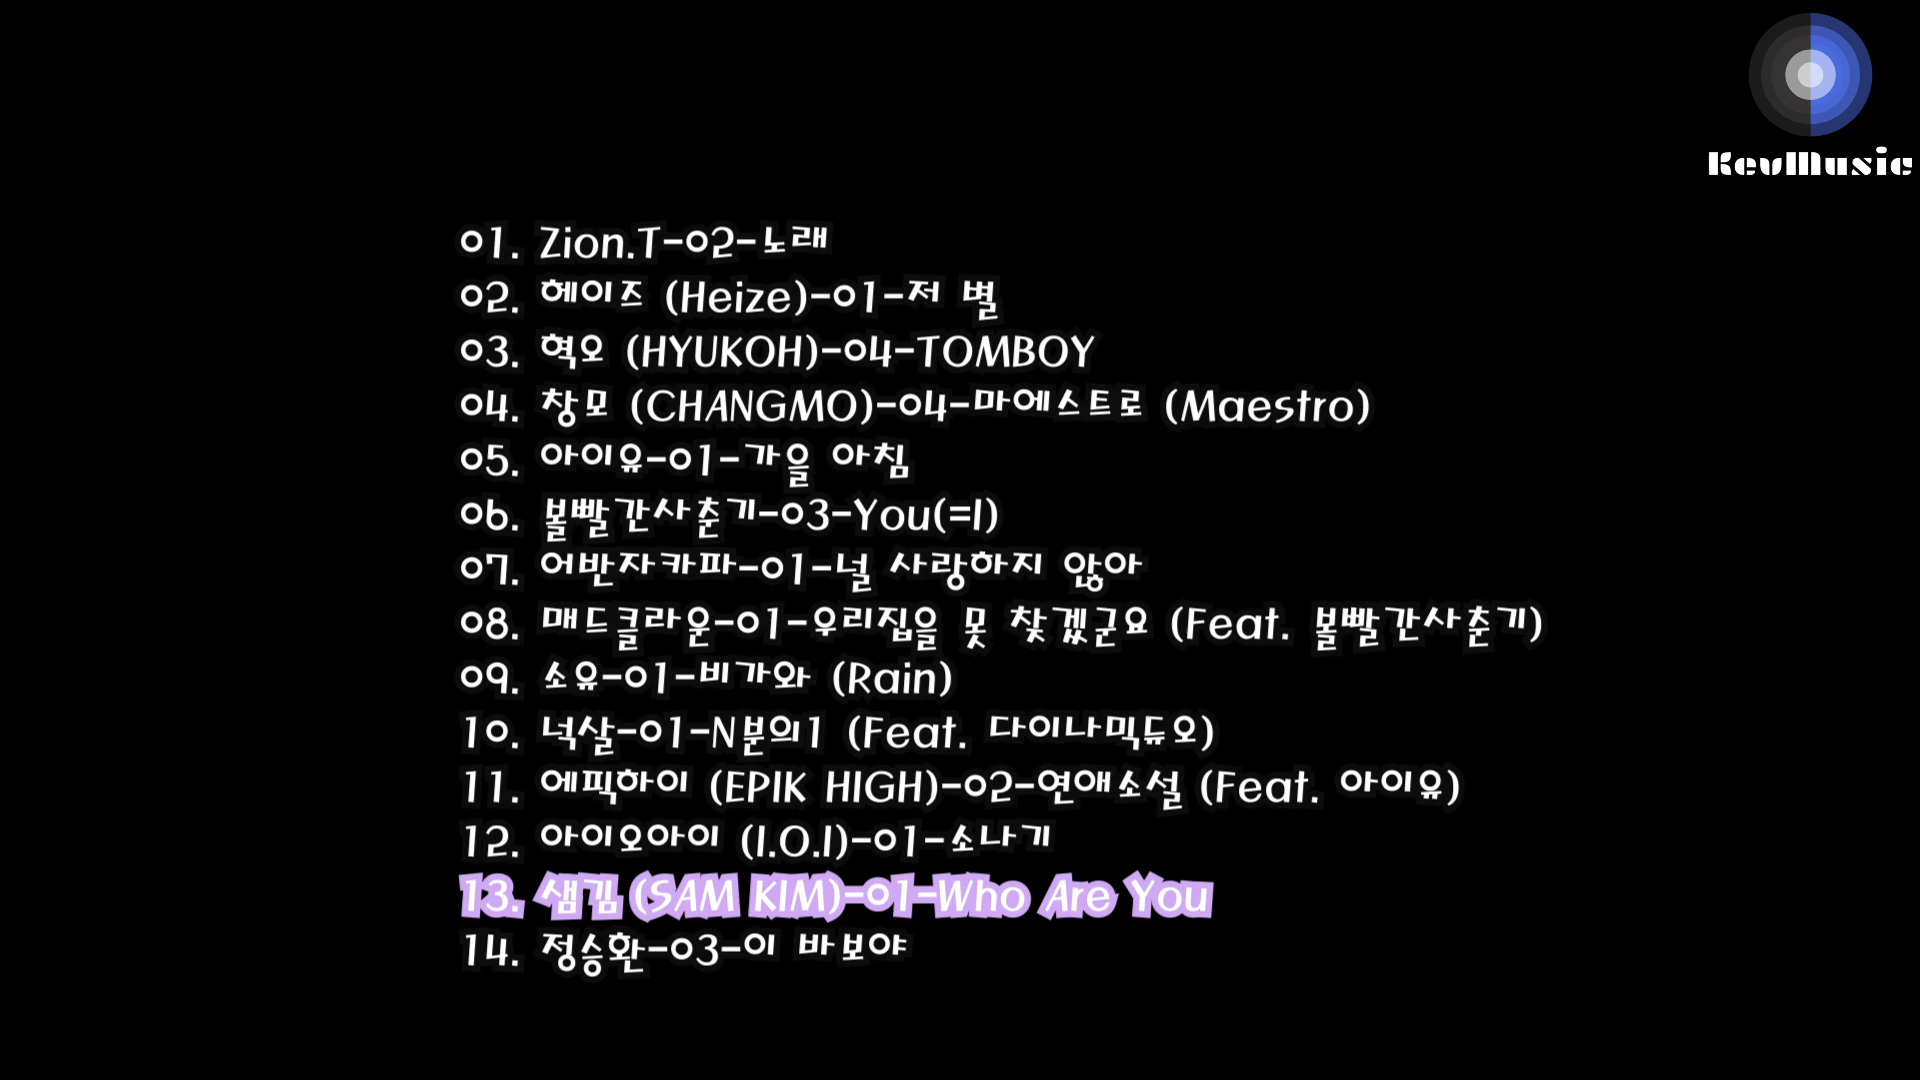 KevMusic
01. Zion.T-02-노래
02. 헤이즈 (Heize)-01-저 별
03. 혁오 (HYUKOH)-04-TOMBOY
04. 창모 (CHANGMO)-04-마에스트로 (Maestro)
05. 아이유-01-가을 아침
06. 볼빨간사춘기-03-You(=I)
07. 어반자카파-01-널 사랑하지 않아
08. 매드클라운-01-우리집을 못 찾겠군요 (Feat. 볼빨간사춘기)
09. 소유-01-비가와 (Rain)
10. 넉살-01-N분의1 (Feat. 다이나믹듀오)
11. 에픽하이 (EPIK HIGH)-02-연애소설 (Feat. 아이유)
12. 아이오아이 (I.O.I)-01-소나기
13. 샘김 (SAM KIM)-01-Who Are You
14. 정승환-03-이 바보야